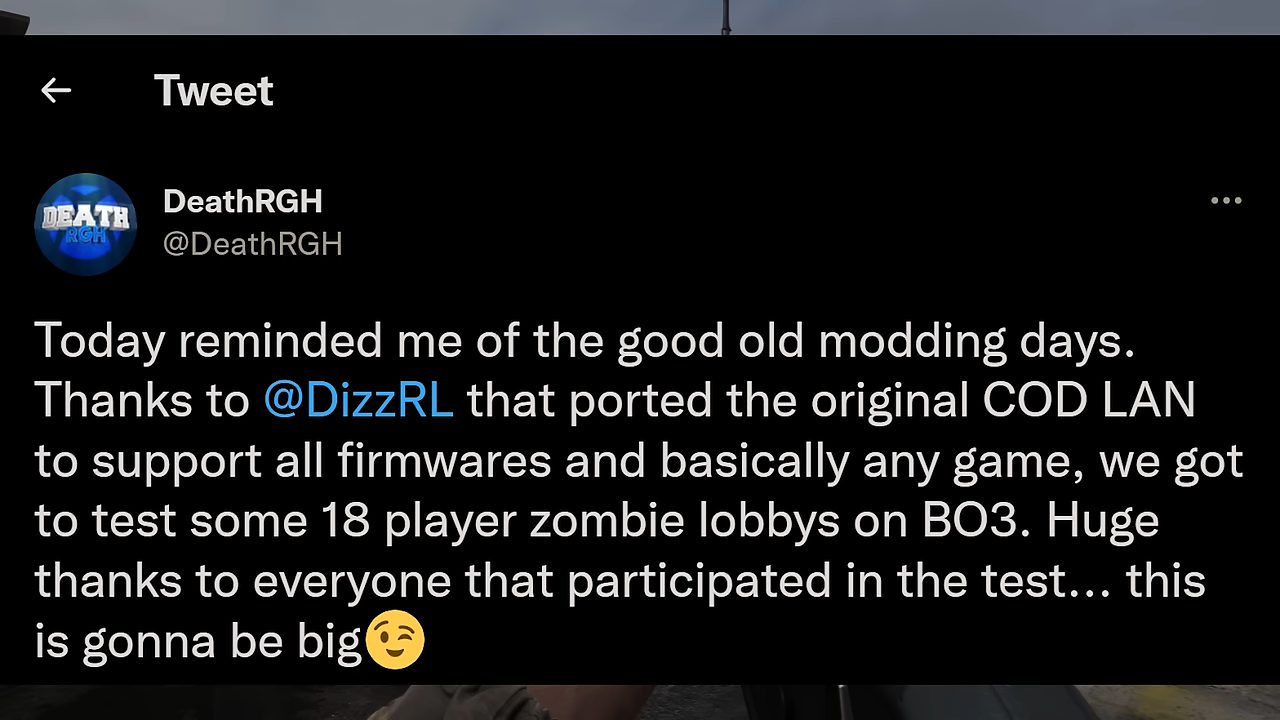 Tweet
DEATH
RGH
DeathRGH
@DeathRGH
Today reminded me of the good old modding days.
Thanks to @DizzRL that ported the original COD LAN
to support all firmwares and basically any game, we got
to test some 18 player zombie lobbys on BO3. Huge
thanks to everyone that participated in the test... this
is gonna be big😉